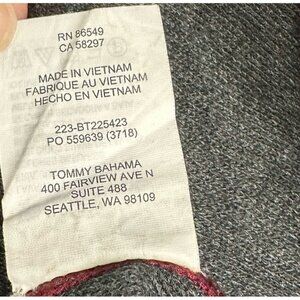 RN 86549
CA 58297
MADE IN VIETNAM
FABRIQUE AU VIETNAM
HECHO EN VIETNAM
223-BT225423
PO 559639 (3718)
TOMMY BAHAMA
400 FAIRVIEW AVE N
SUITE 488
SEATTLE, WA 98109